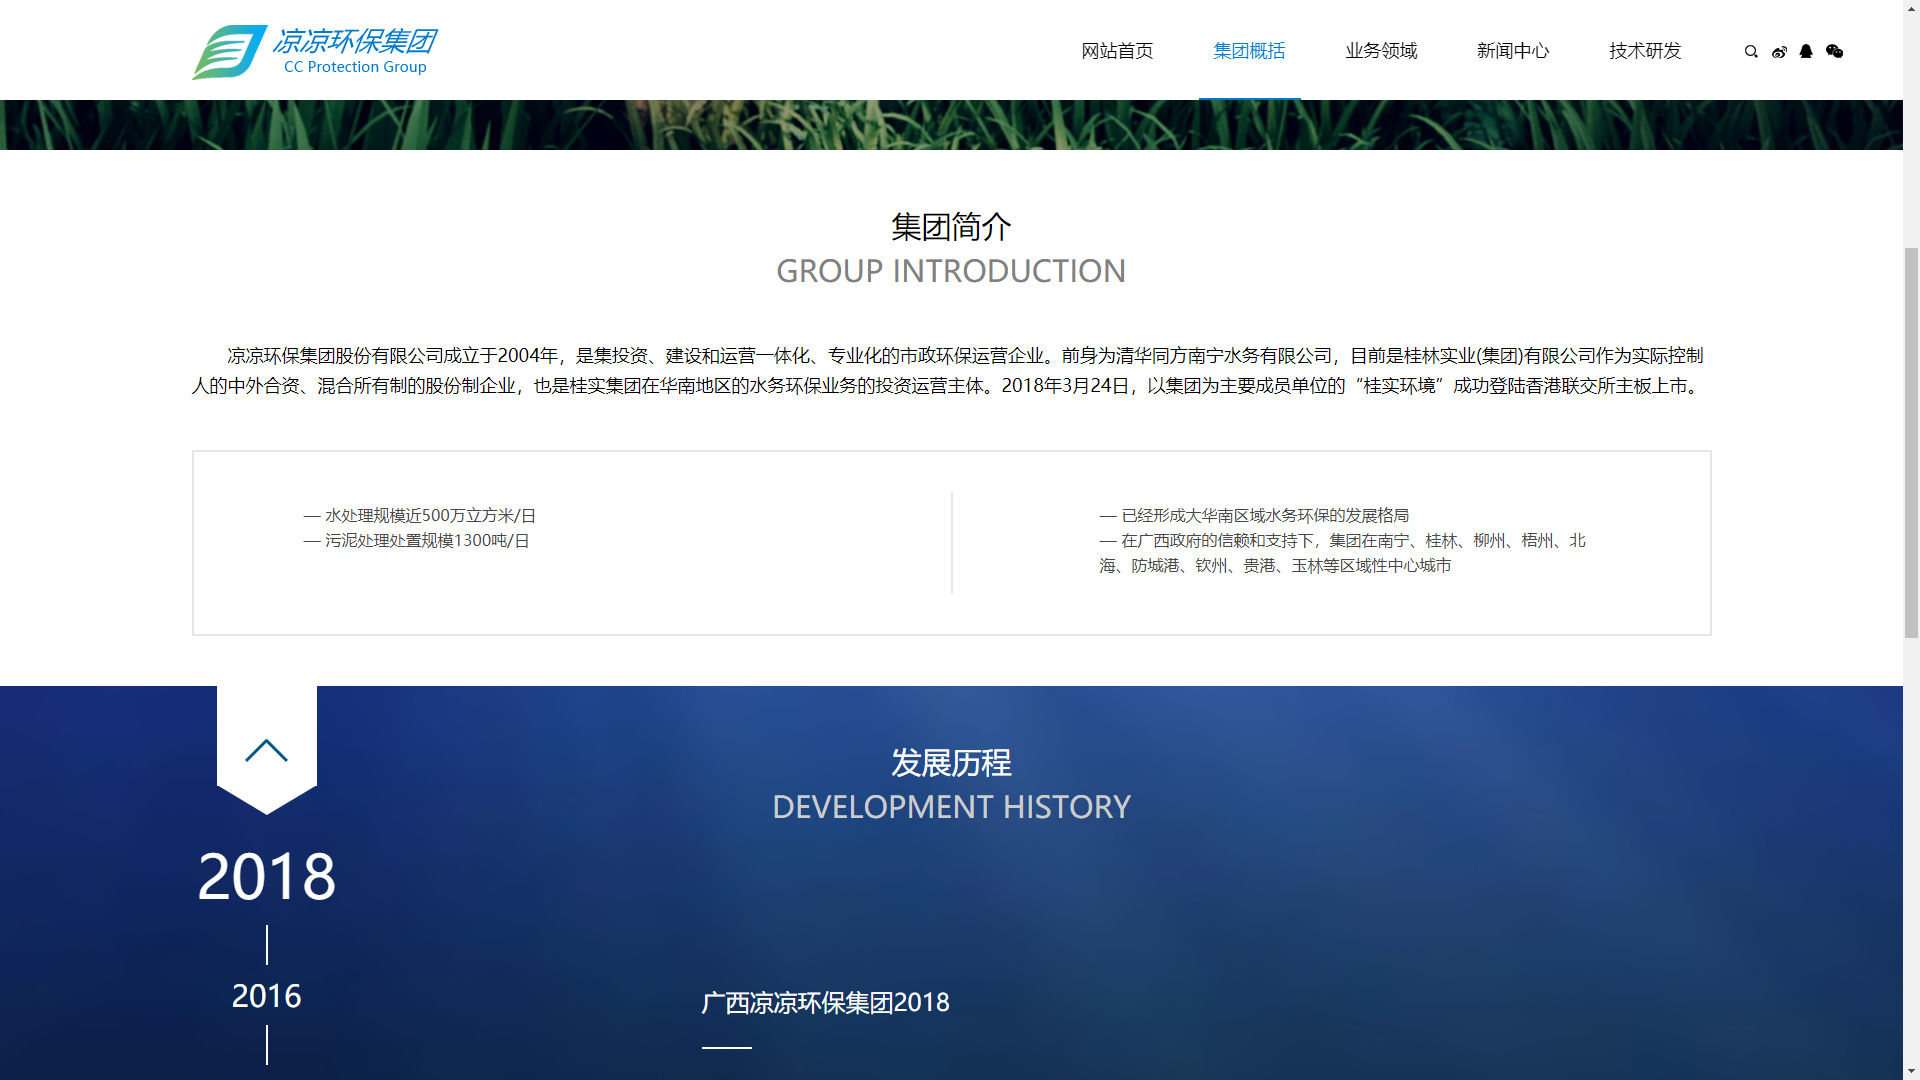 凉凉环保集团
CC Protection Group
网站首页
集团概括
业务领域
新闻中心
技术研发
集团简介
GROUP INTRODUCTION
凉凉环保集团股份有限公司成立于2004年，是集投资、建设和运营一体化、专业化的市政环保运营企业。前身为清华同方南宁水务有限公司，目前是桂林实业(集团)有限公司作为实际控制
人的中外合资、混合所有制的股份制企业，也是桂实集团在华南地区的水务环保业务的投资运营主体。2018年3月24日，以集团为主要成员单位的“桂实环境”成功登陆香港联交所主板上市。
— 水处理规模近500万立方米/日
— 污泥处理处置规模1300吨/日
— 已经形成大华南区域水务环保的发展格局
— 在广西政府的信赖和支持下，集团在南宁、桂林、柳州、梧州、北
海、防城港、钦州、贵港、玉林等区域性中心城市
发展历程
DEVELOPMENT HISTORY
2018
2016
广西凉凉环保集团2018